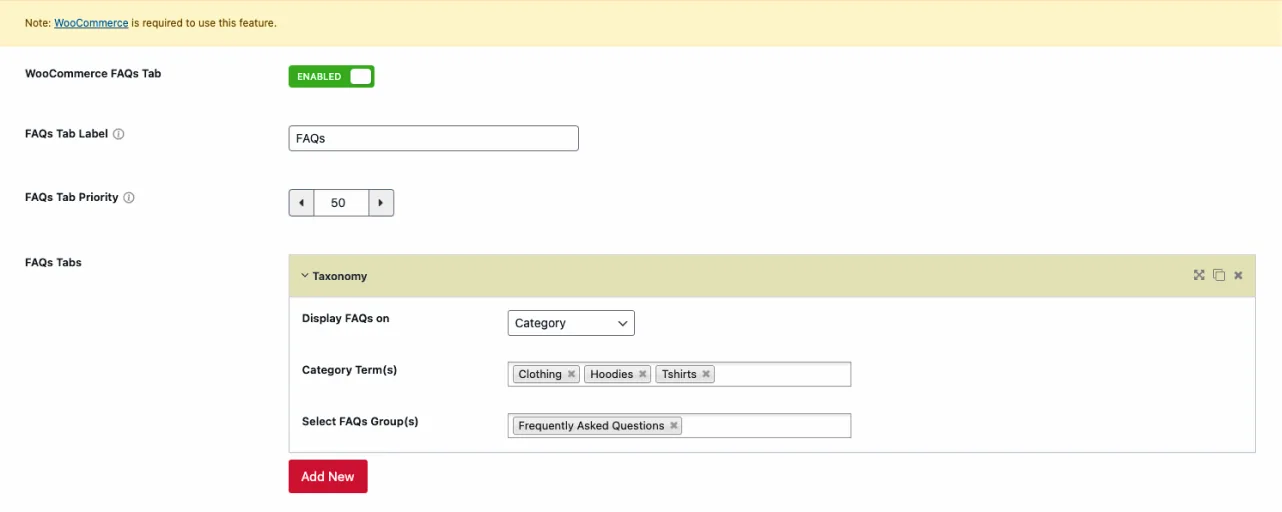 Note: WooCommerce is required to use this feature.
WooCommerce FAQs Tab
ENABLED
FAQs Tab Label
FAQs
FAQs Tab Priority
50
FAQs Tabs
Taxonomy
Display FAQs on
Category
Category Term(s)
Clothing Hoodies Tshirts
Select FAQs Group(s)
Frequently Asked Questions
Add New